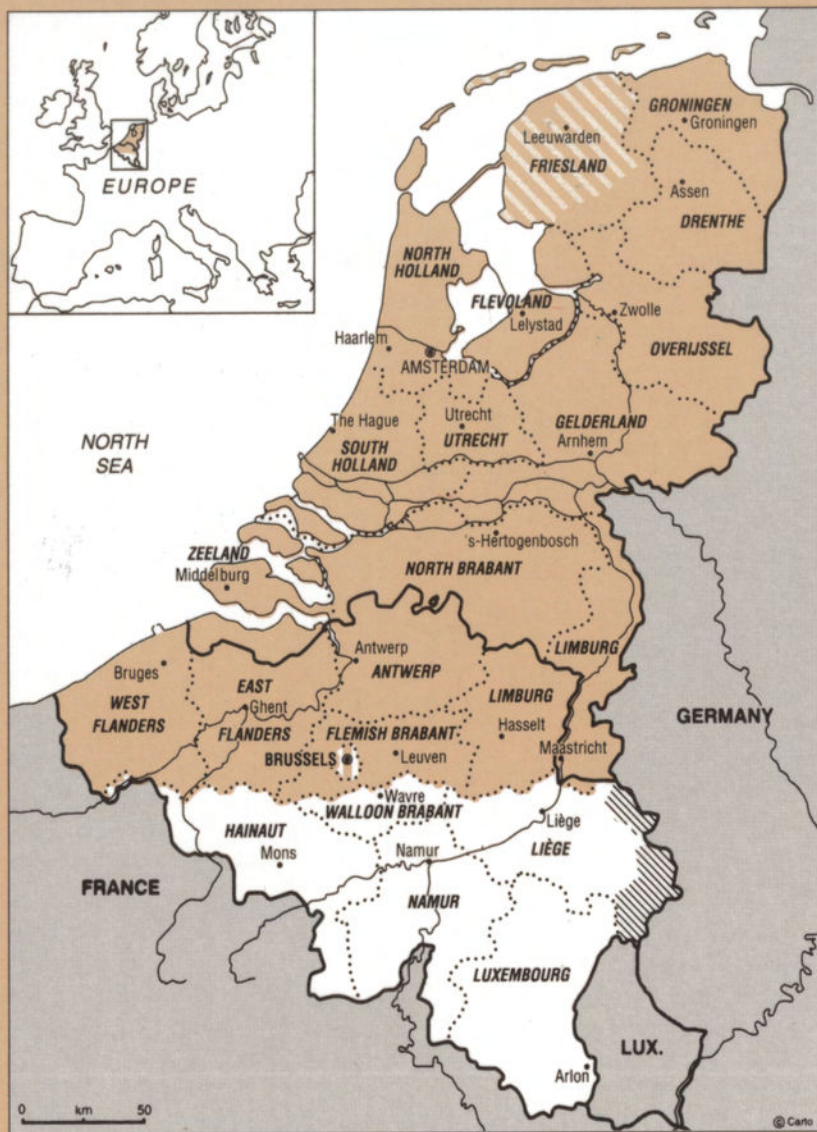 EUROPE
GRONINGEN
Groningen
Leeuwarden
FRIESLAND
Assen
DRENTHE
NORTH
HOLLAND
FLEVOLAND
Lelystad
Zwolle
Haarlem
AMSTERDAM
OVERIJSSEL
The Hague
Utrecht
UTRECHT
GELDERLAND
Arnhem
SOUTH
HOLLAND
NORTH
SEA
's-Hertogenbosch
ZEELAND
Middelburg
NORTH BRABANT
LIMBURG
Antwerp
ANTWERP
Bruges
WEST
FLANDERS
EAST
Ghent
FLANDERS
LIMBURG
Hasselt
FLEMISH BRABANT
BRUSSELS
Leuven
Maastricht
GERMANY
Wavre
WALLOON BRABANT
HAINAUT
Mons
Namur
Liège
LIÈGE
FRANCE
NAMUR
LUXEMBOURG
LUX.
Arlon
0 km 50
© Carto